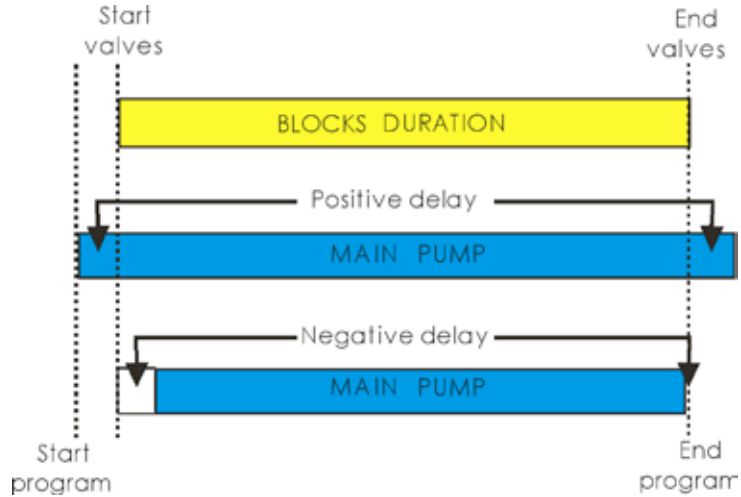 Start
valves
End
valves
BLOCKS DURATION
Positive delay
MAIN PUMP
Negative delay
MAIN PUMP
Start
program
End
program